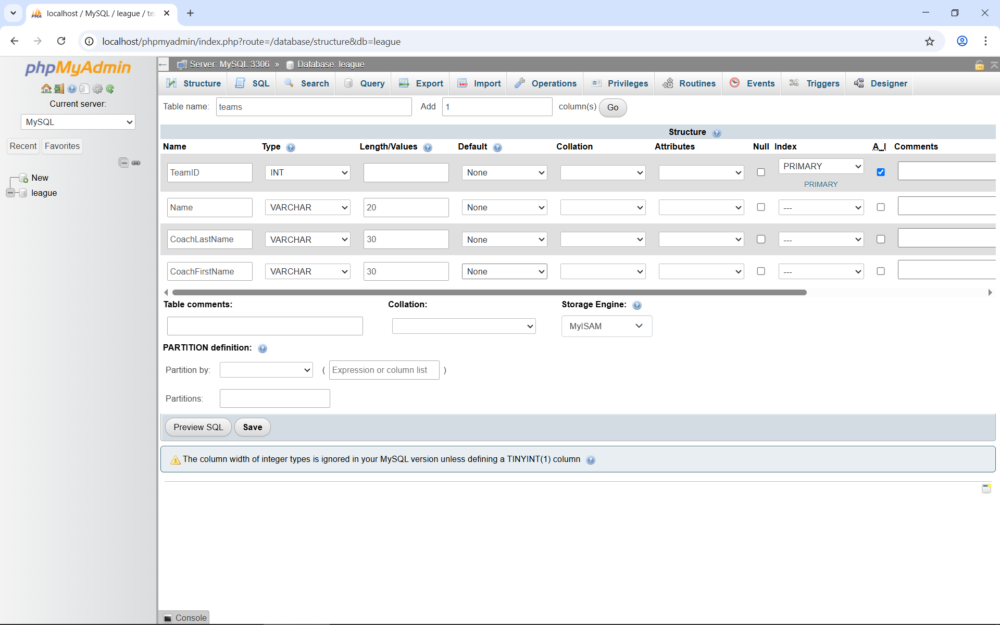 localhost / MySQL / league / te
localhost/phpmyadmin/index.php?route=/database/structure&db=league
phpMyAdmin
Current server:
MySQL
Recent Favorites
New
league
Server: MySQL:3306 » Database: league
Structure SQL Search Query Export Import Operations Privileges Routines Events Triggers Designer
Table name: teams Add 1 column(s) Go
Structure
Name Type Length/Values Default Collation Attributes Null Index A_I Comments
TeamID INT None PRIMARY
PRIMARY
Name VARCHAR 20 None ---
CoachLastName VARCHAR 30 None ---
CoachFirstName VARCHAR 30 None ---
Table comments: Collation: Storage Engine:
MyISAM
PARTITION definition:
Partition by: ( Expression or column list )
Partitions:
Preview SQL Save
The column width of integer types is ignored in your MySQL version unless defining a TINYINT(1) column
Console